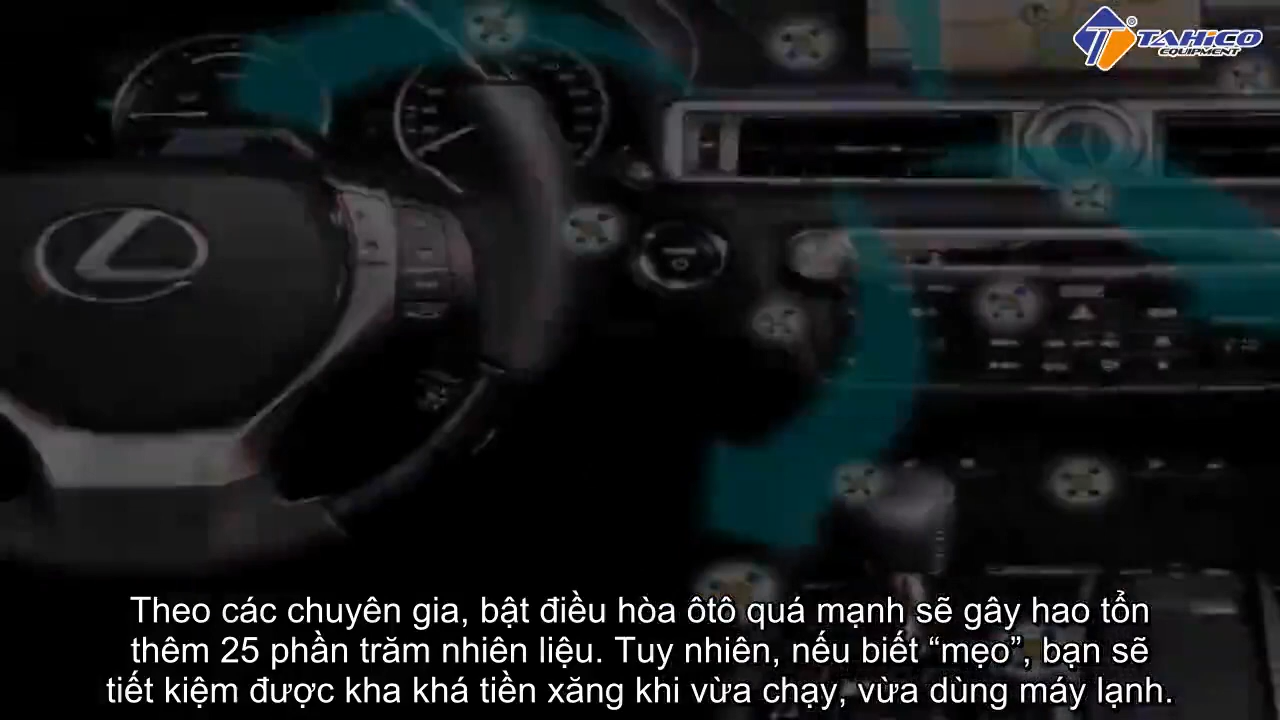 TAHICO
EQUIPMENT
Theo các chuyên gia, bật điều hòa ôtô quá mạnh sẽ gây hao tổn
thêm 25 phần trăm nhiên liệu. Tuy nhiên, nếu biết “mẹo”, bạn sẽ
tiết kiệm được kha khá tiền xăng khi vừa chạy, vừa dùng máy lạnh.